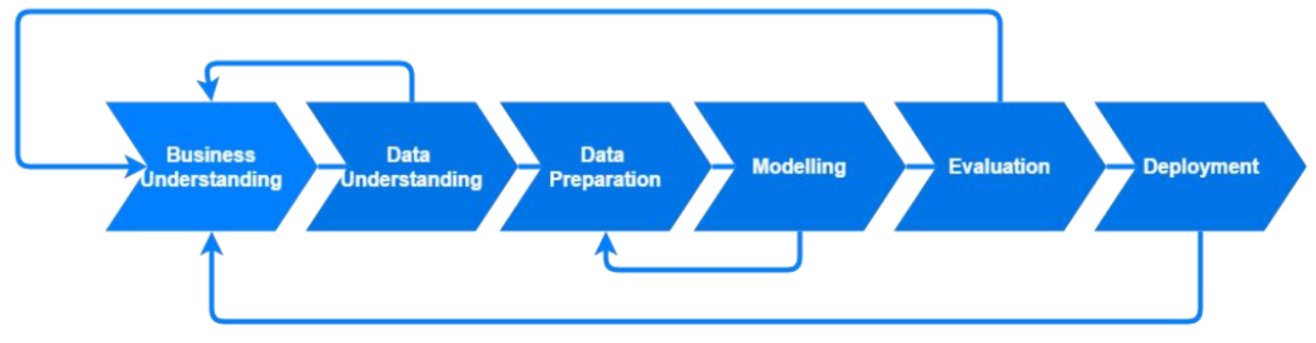 Business
Understanding
Data
Understanding
Data
Preparation
Modelling
Evaluation
Deployment